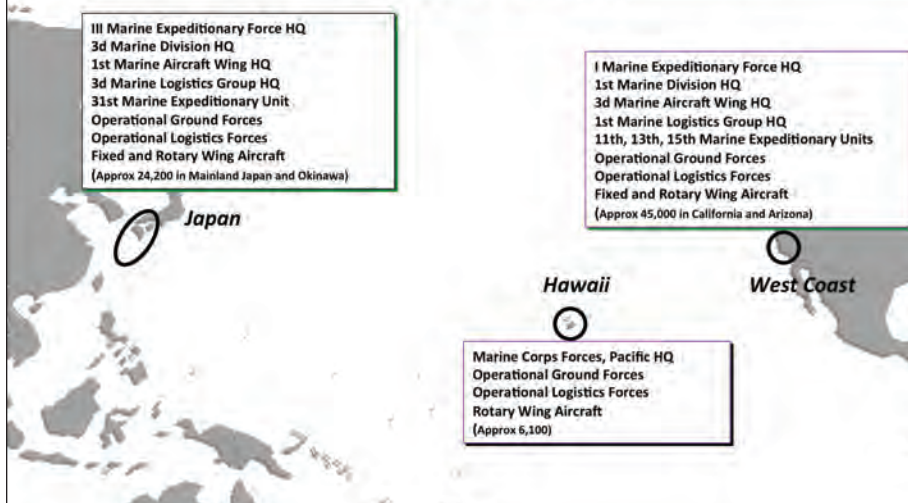 III Marine Expeditionary Force HQ
3d Marine Division HQ
1st Marine Aircraft Wing HQ
3d Marine Logistics Group HQ
31st Marine Expeditionary Unit
Operational Ground Forces
Operational Logistics Forces
Fixed and Rotary Wing Aircraft
(Approx 24,200 in Mainland Japan and Okinawa)
Japan
I Marine Expeditionary Force HQ
1st Marine Division HQ
3d Marine Aircraft Wing HQ
1st Marine Logistics Group HQ
11th, 13th, 15th Marine Expeditionary Units
Operational Ground Forces
Operational Logistics Forces
Fixed and Rotary Wing Aircraft
(Approx 45,000 in California and Arizona)
West Coast
Hawaii
Marine Corps Forces, Pacific HQ
Operational Ground Forces
Operational Logistics Forces
Rotary Wing Aircraft
(Approx 6,100)